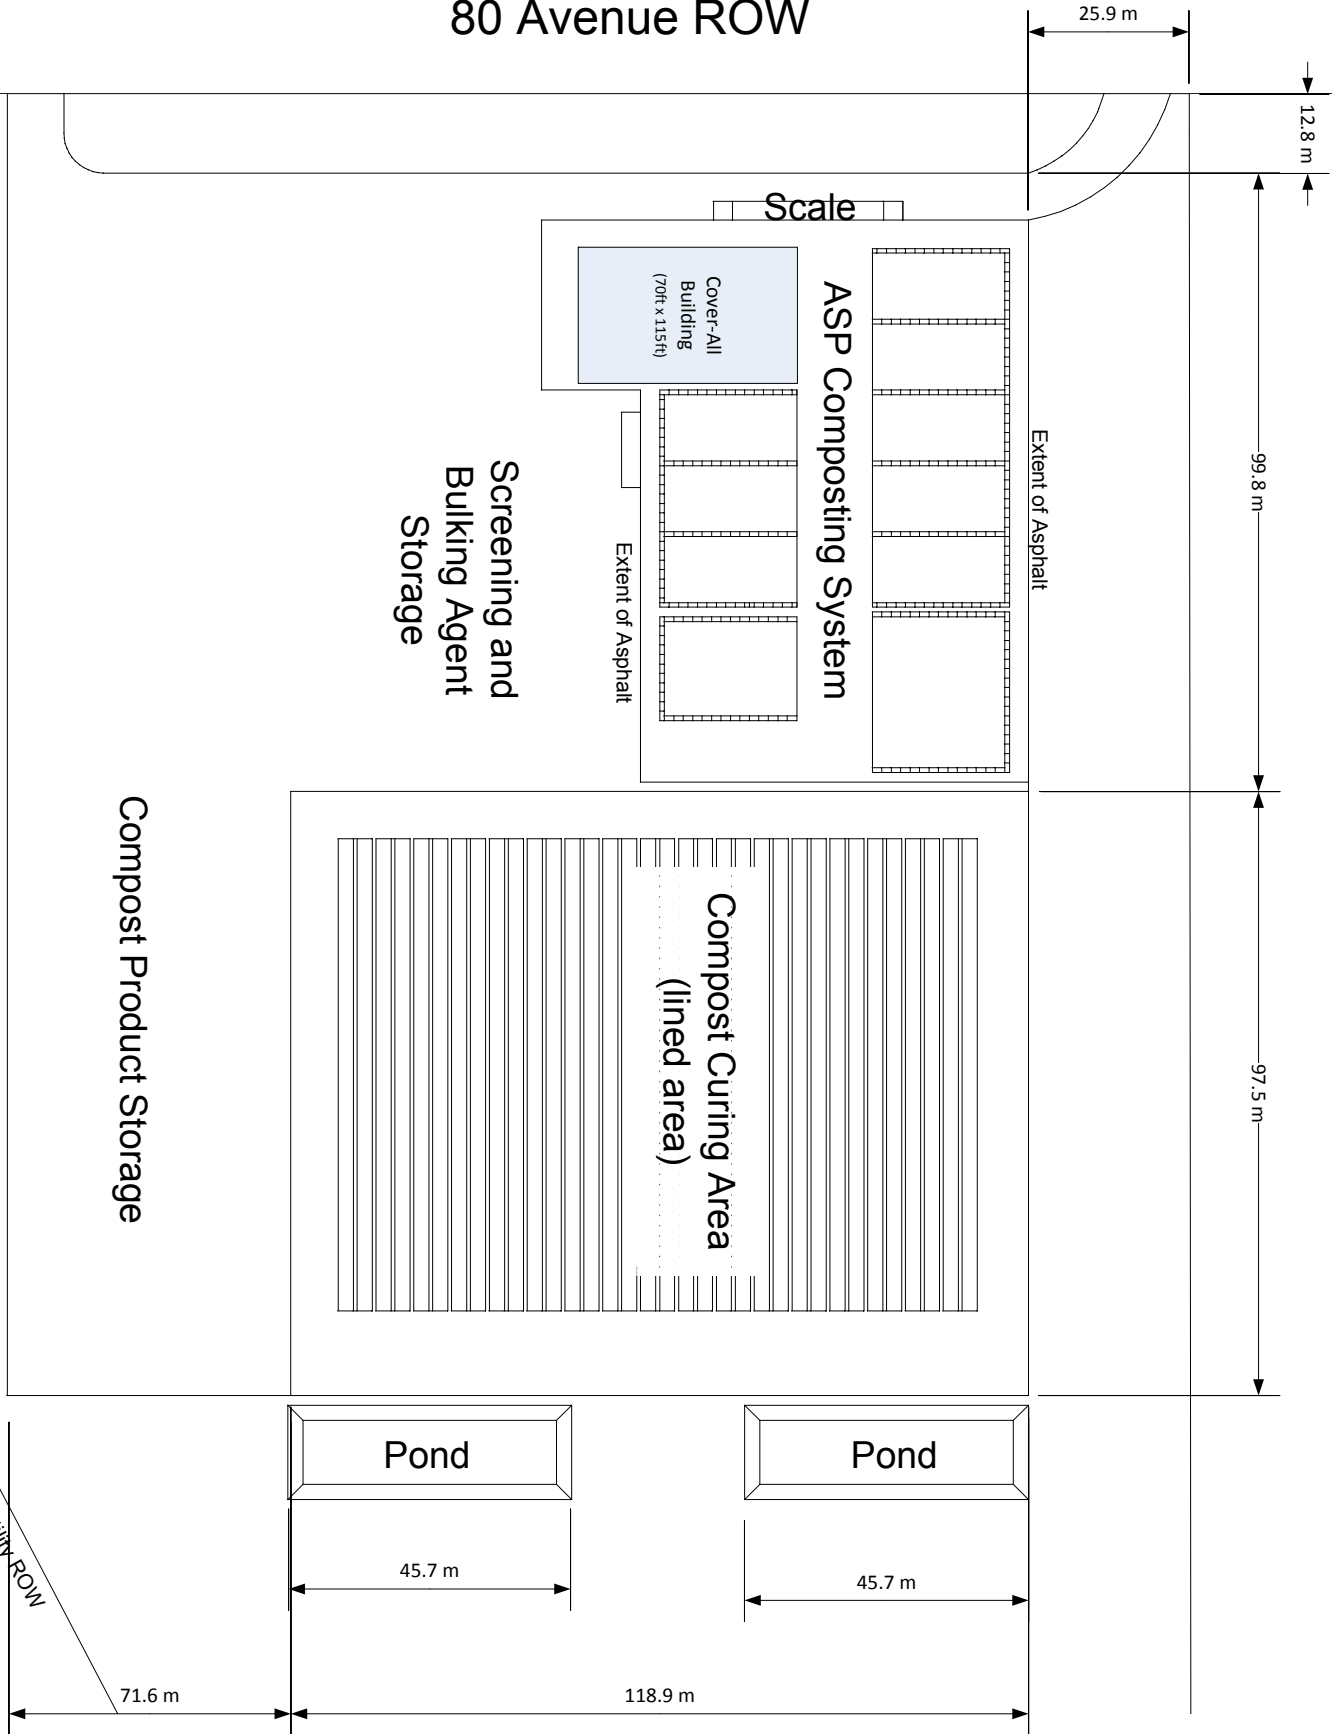 80 Avenue ROW
25.9 m
12.8 m
Scale
Cover-All
Building
(70ft x 115ft)
ASP Composting System
Extent of Asphalt
99.8 m
Screening and
Bulking Agent
Storage
Extent of Asphalt
Compost Product Storage
Compost Curing Area
(lined area)
97.5 m
Pond
Pond
ROW
45.7 m
45.7 m
71.6 m
118.9 m